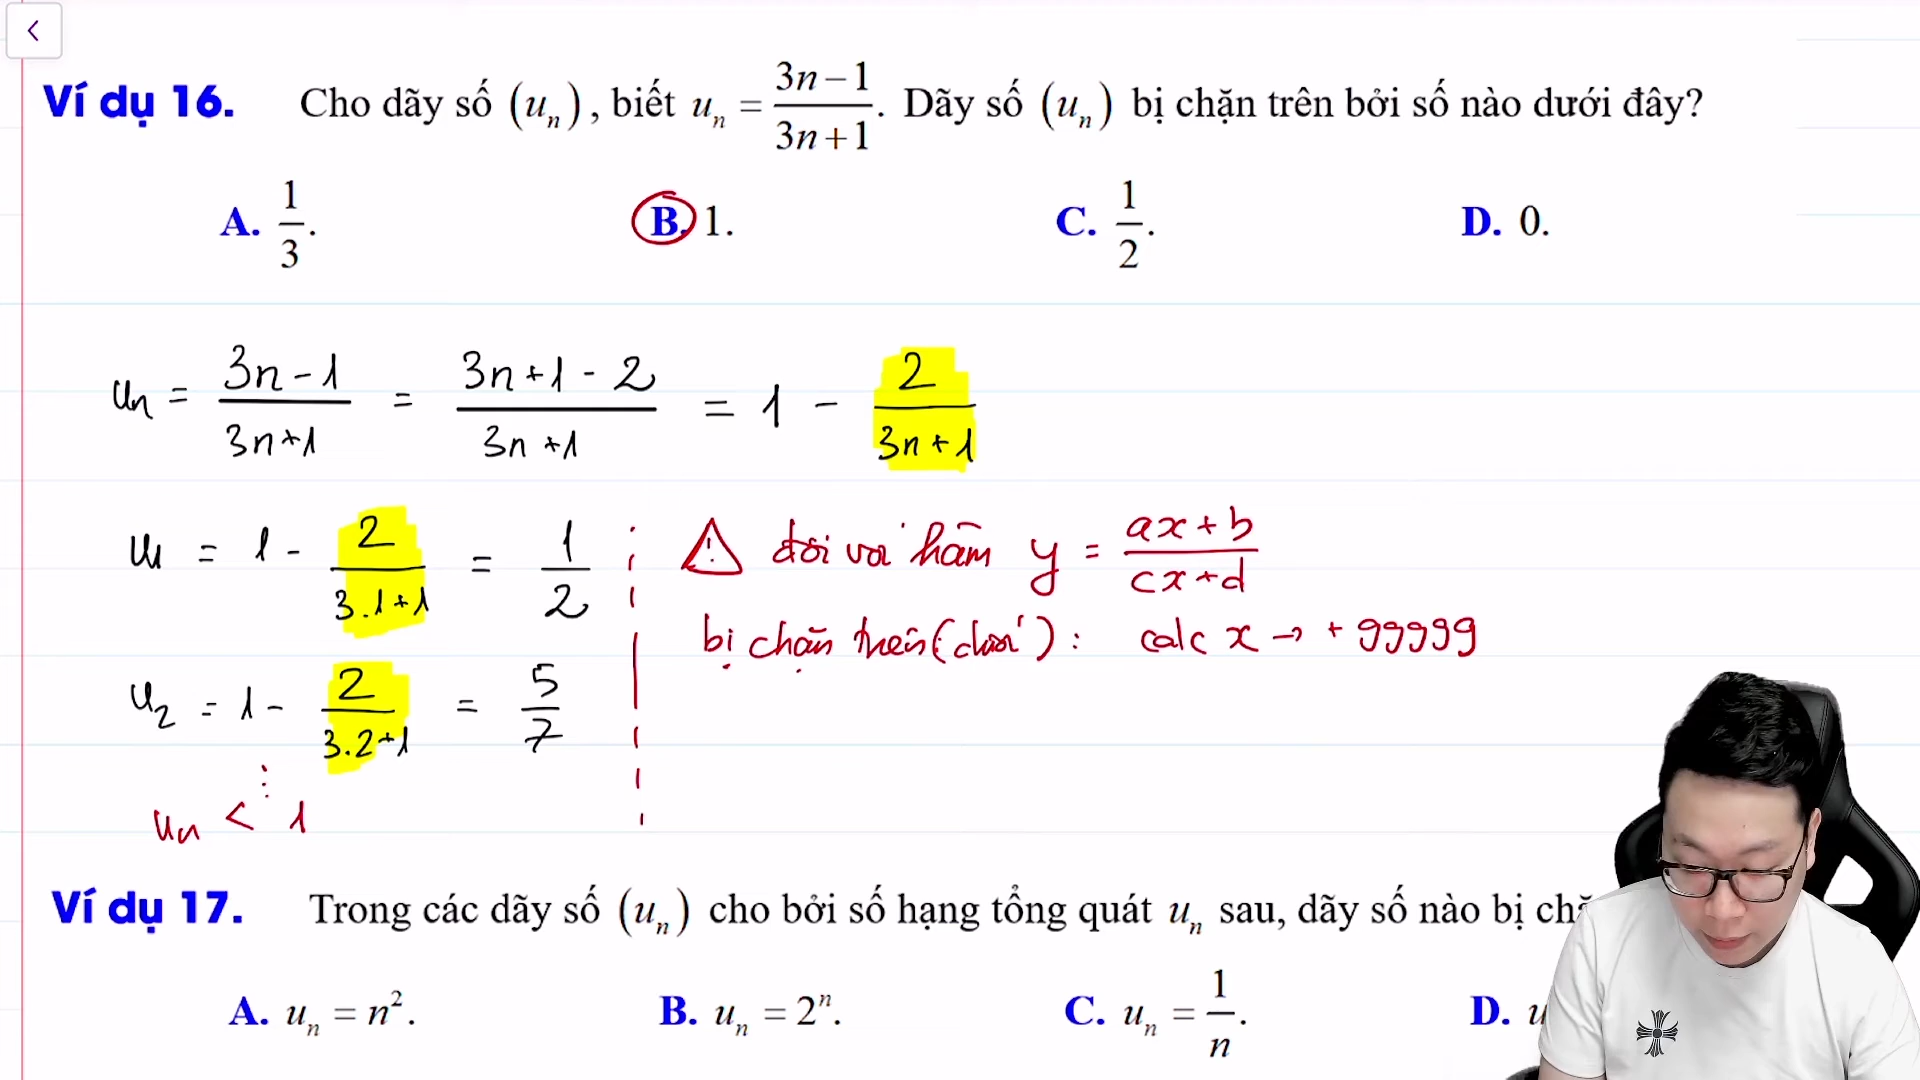 Ví dụ 16. Cho dãy số (uₙ), biết uₙ = (3n−1)/(3n+1). Dãy số (uₙ) bị chặn trên bởi số nào dưới đây?
A. 1/3. B. 1. C. 1/2. D. 0.
uₙ = (3n−1)/(3n+1) = (3n+1−2)/(3n+1) = 1 − 2/(3n+1)
u₁ = 1 − 2/(3.1+1) = 1/2
⚠ đối với hàm y = (ax+b)/(cx+d)
bị chặn trên (dưới): calc x → + 99999
u₂ = 1 − 2/(3.2+1) = 5/7
⋮
uₙ < 1
Ví dụ 17. Trong các dãy số (uₙ) cho bởi số hạng tổng quát uₙ sau, dãy số nào bị
A. uₙ = n². B. uₙ = 2ⁿ. C. uₙ = 1/n. D. u